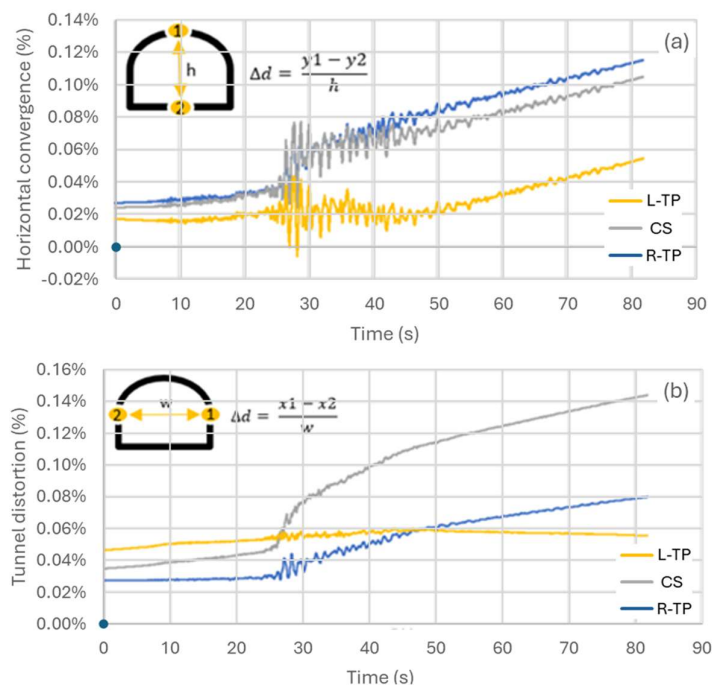 0.14%
(a)
0.12%
1
0.10%
h
Δd = y1 − y2
h
0.08%
2
0.06%
0.04%
L-TP
0.02%
CS
0.00%
R-TP
-0.02%
0 10 20 30 40 50 60 70 80 90
Horizontal convergence (%)
Time (s)
0.16%
(b)
0.14%
2 w 1
Δd = x1 − x2
w
0.12%
0.10%
0.08%
0.06%
L-TP
0.04%
CS
0.02%
R-TP
0.00%
0 10 20 30 40 50 60 70 80 90
Tunnel distortion (%)
Time (s)